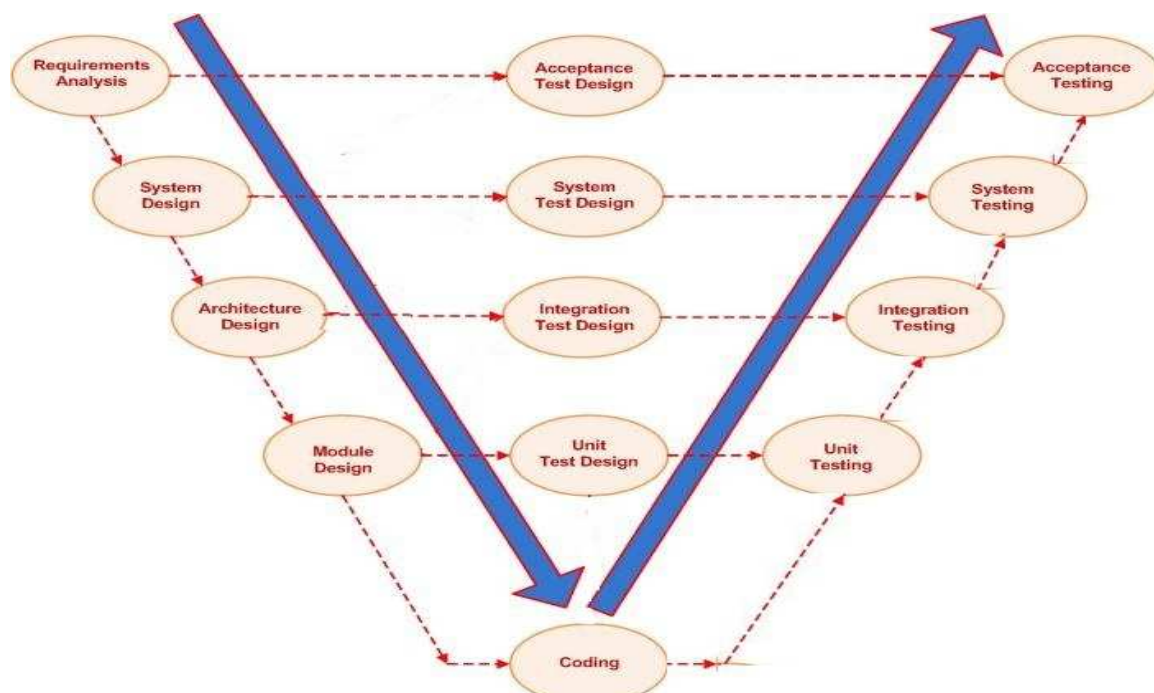 Requirements
Analysis
Acceptance
Test Design
Acceptance
Testing
System
Design
System
Test Design
System
Testing
Architecture
Design
Integration
Test Design
Integration
Testing
Module
Design
Unit
Test Design
Unit
Testing
Coding